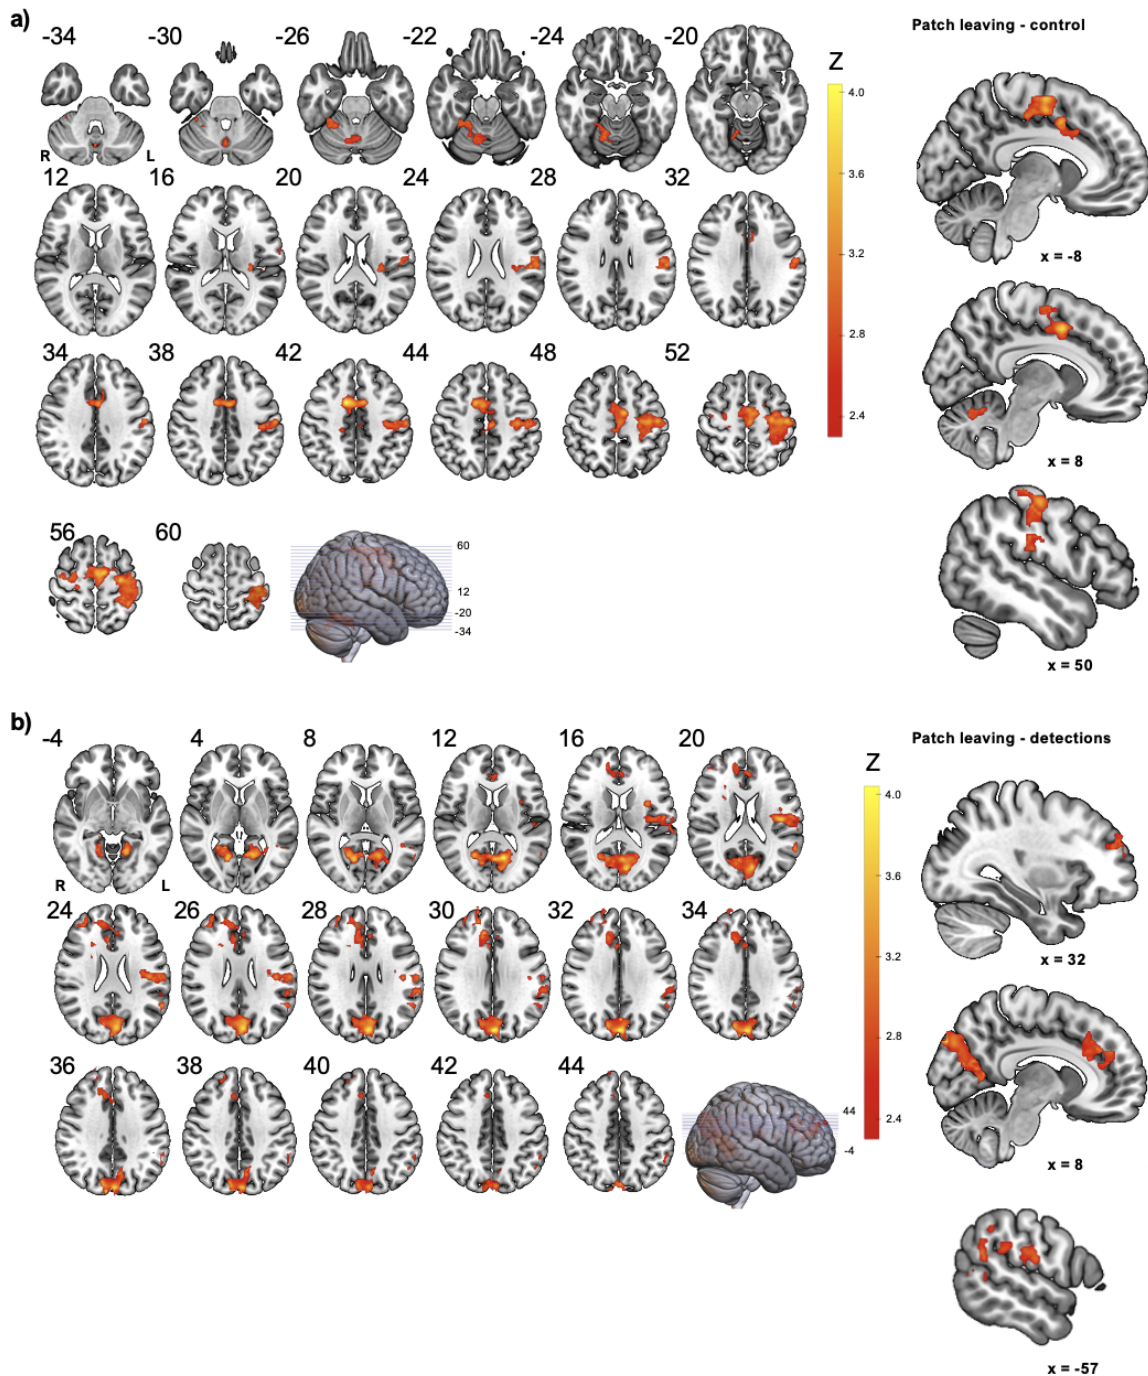 a)
-34 -30 -26 -22 -24 -20
Z
4.0
3.6
3.2
2.8
2.4
R L
12 16 20 24 28 32
34 38 42 44 48 52
56 60
60
12
-20
-34
Patch leaving - control
x = -8
x = 8
x = 50
b)
-4 4 8 12 16 20
Z
4.0
3.6
3.2
2.8
2.4
R L
24 26 28 30 32 34
36 38 40 42 44
44
-4
Patch leaving - detections
x = 32
x = 8
x = -57